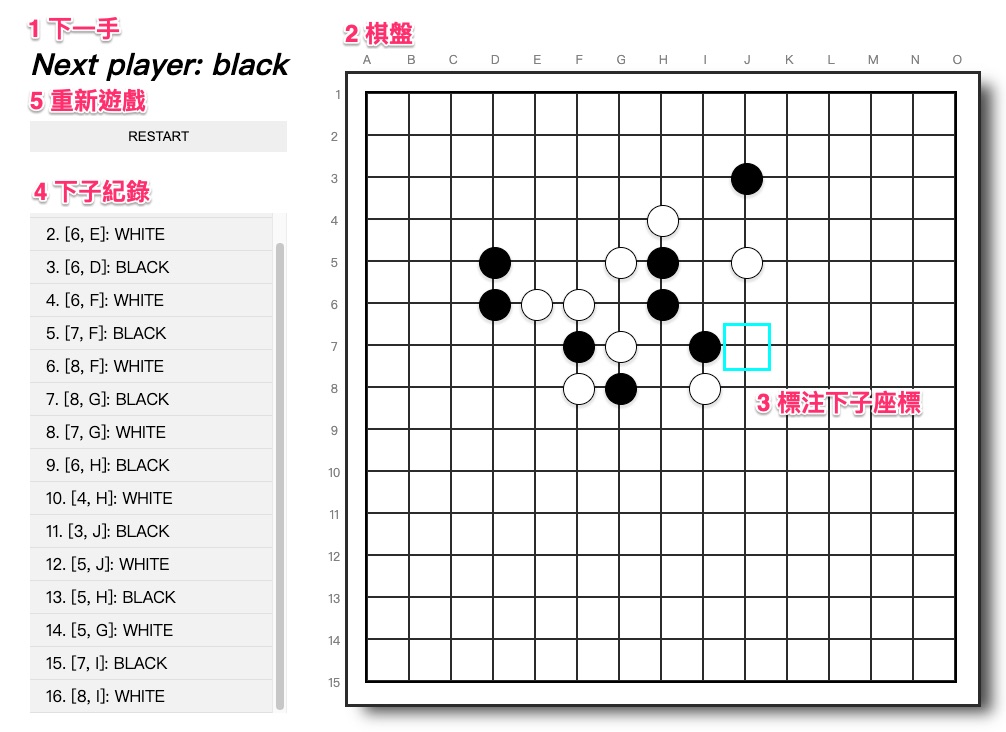 1 下一手
Next player: black
5 重新遊戲
RESTART
4 下子紀錄
2. [6, E]: WHITE
3. [6, D]: BLACK
4. [6, F]: WHITE
5. [7, F]: BLACK
6. [8, F]: WHITE
7. [8, G]: BLACK
8. [7, G]: WHITE
9. [6, H]: BLACK
10. [4, H]: WHITE
11. [3, J]: BLACK
12. [5, J]: WHITE
13. [5, H]: BLACK
14. [5, G]: WHITE
15. [7, I]: BLACK
16. [8, I]: WHITE
2 棋盤
A B C D E F G H I J K L M N O
1
2
3
4
5
6
7
8
3 標注下子座標
9
10
11
12
13
14
15